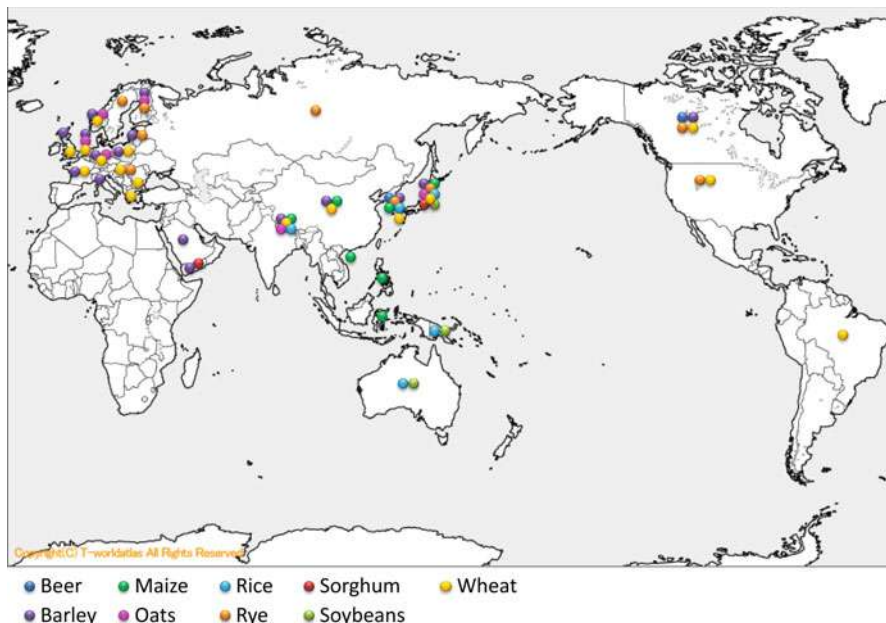 Copyright(C) T-worldatlas All Rights Reserved
Beer Maize Rice Sorghum Wheat
Barley Oats Rye Soybeans